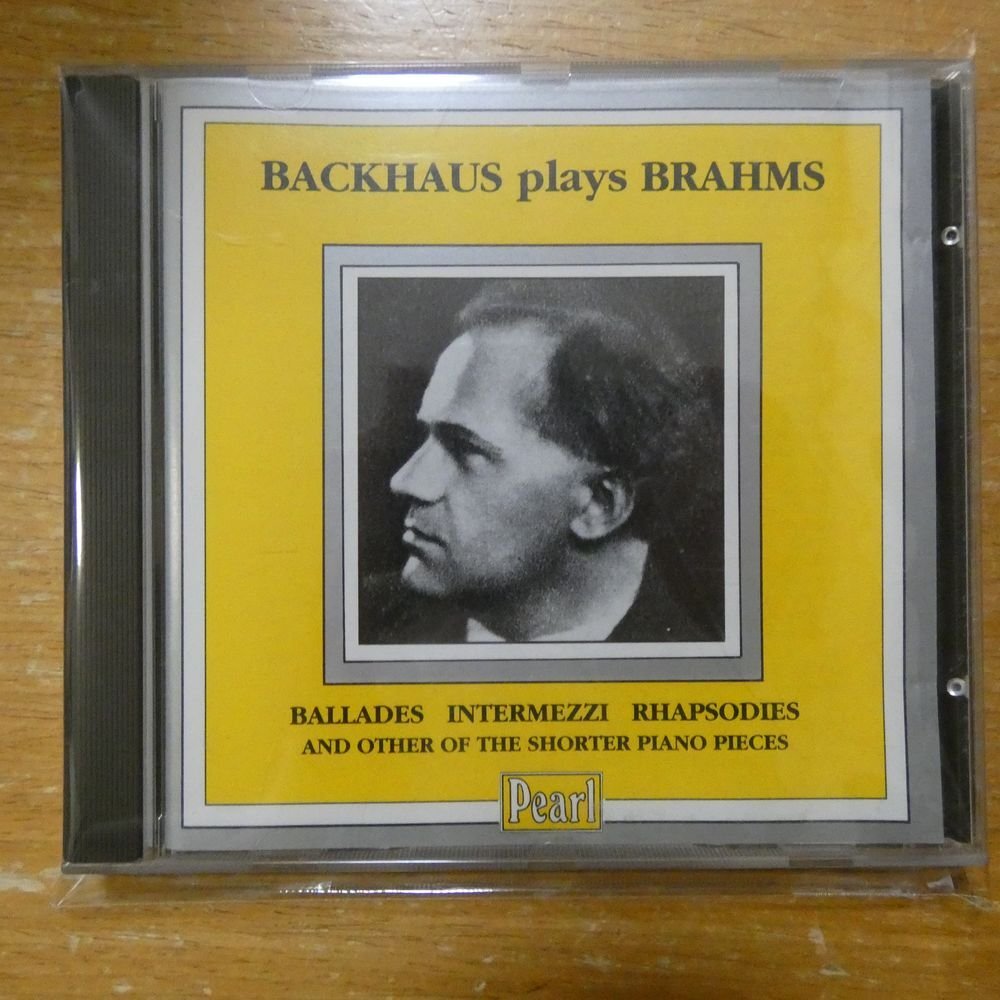 BACKHAUS plays BRAHMS
BALLADES INTERMEZZI RHAPSODIES
AND OTHER OF THE SHORTER PIANO PIECES
Pearl